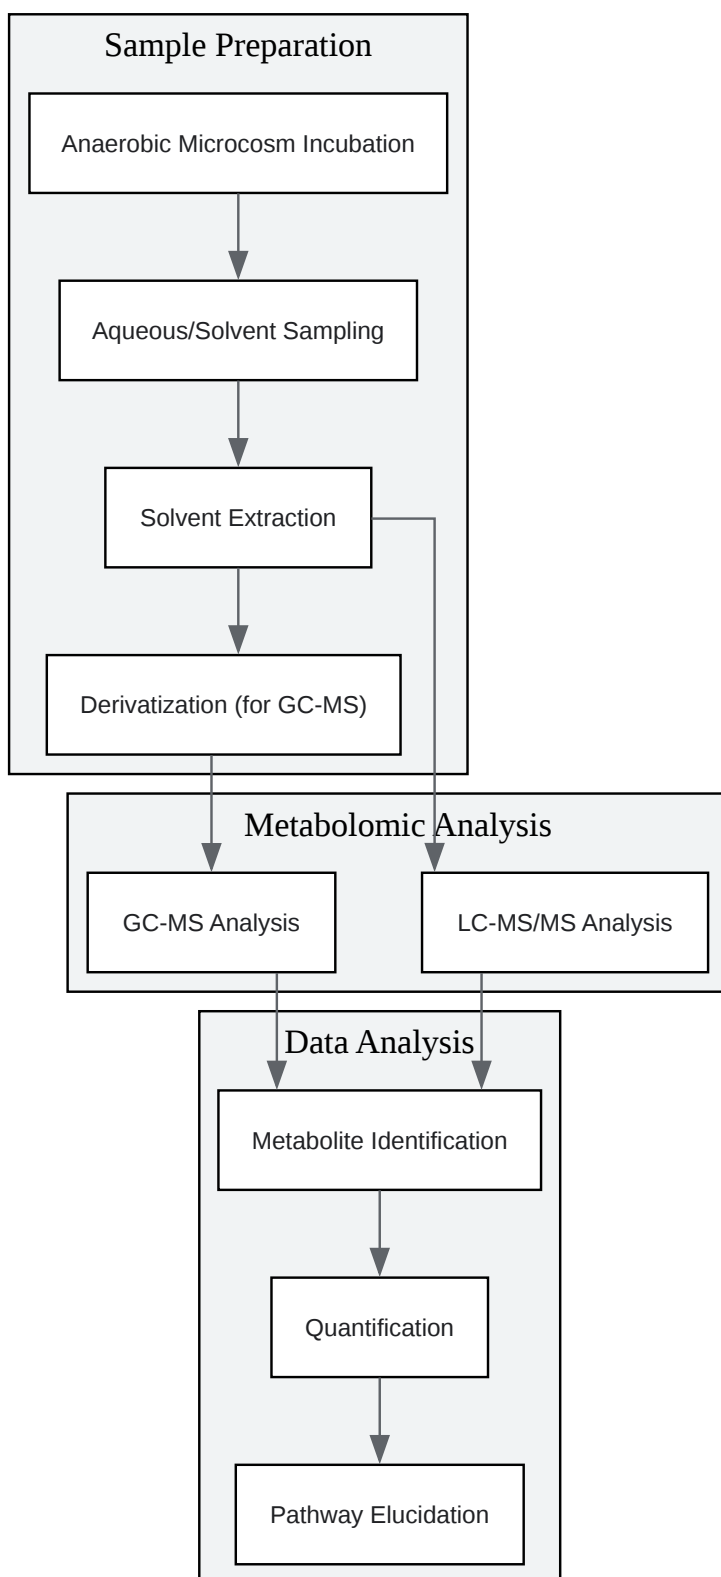 Sample Preparation
Anaerobic Microcosm Incubation
Aqueous/Solvent Sampling
Solvent Extraction
Derivatization (for GC-MS)
Metabolomic Analysis
GC-MS Analysis
LC-MS/MS Analysis
Data Analysis
Metabolite Identification
Quantification
Pathway Elucidation